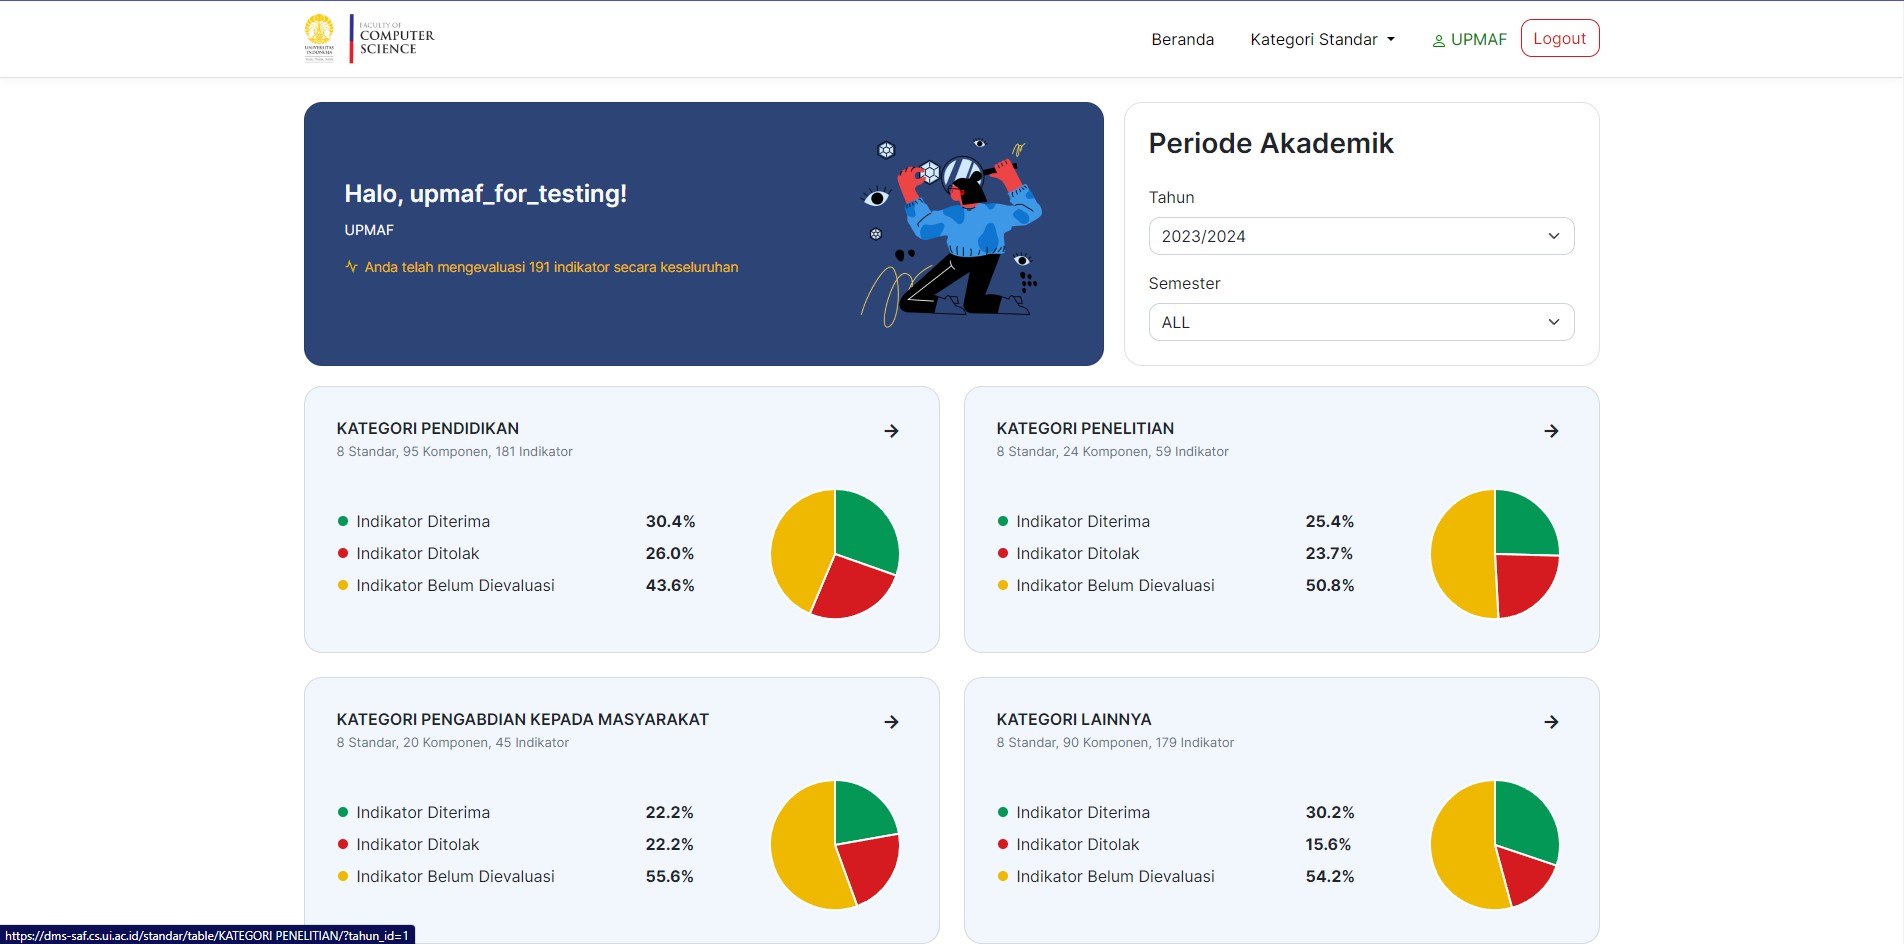 UNIVERSITAS
INDONESIA
FACULTY OF
COMPUTER
SCIENCE
Beranda
Kategori Standar
UPMAF
Logout
Halo, upmaf_for_testing!
UPMAF
Anda telah mengevaluasi 191 indikator secara keseluruhan
Periode Akademik
Tahun
2023/2024
Semester
ALL
KATEGORI PENDIDIKAN
8 Standar, 95 Komponen, 181 Indikator
Indikator Diterima 30.4%
Indikator Ditolak 26.0%
Indikator Belum Dievaluasi 43.6%
KATEGORI PENELITIAN
8 Standar, 24 Komponen, 59 Indikator
Indikator Diterima 25.4%
Indikator Ditolak 23.7%
Indikator Belum Dievaluasi 50.8%
KATEGORI PENGABDIAN KEPADA MASYARAKAT
8 Standar, 20 Komponen, 45 Indikator
Indikator Diterima 22.2%
Indikator Ditolak 22.2%
Indikator Belum Dievaluasi 55.6%
KATEGORI LAINNYA
8 Standar, 90 Komponen, 179 Indikator
Indikator Diterima 30.2%
Indikator Ditolak 15.6%
Indikator Belum Dievaluasi 54.2%
https://dms-saf.cs.ui.ac.id/standar/table/KATEGORI PENELITIAN/?tahun_id=1